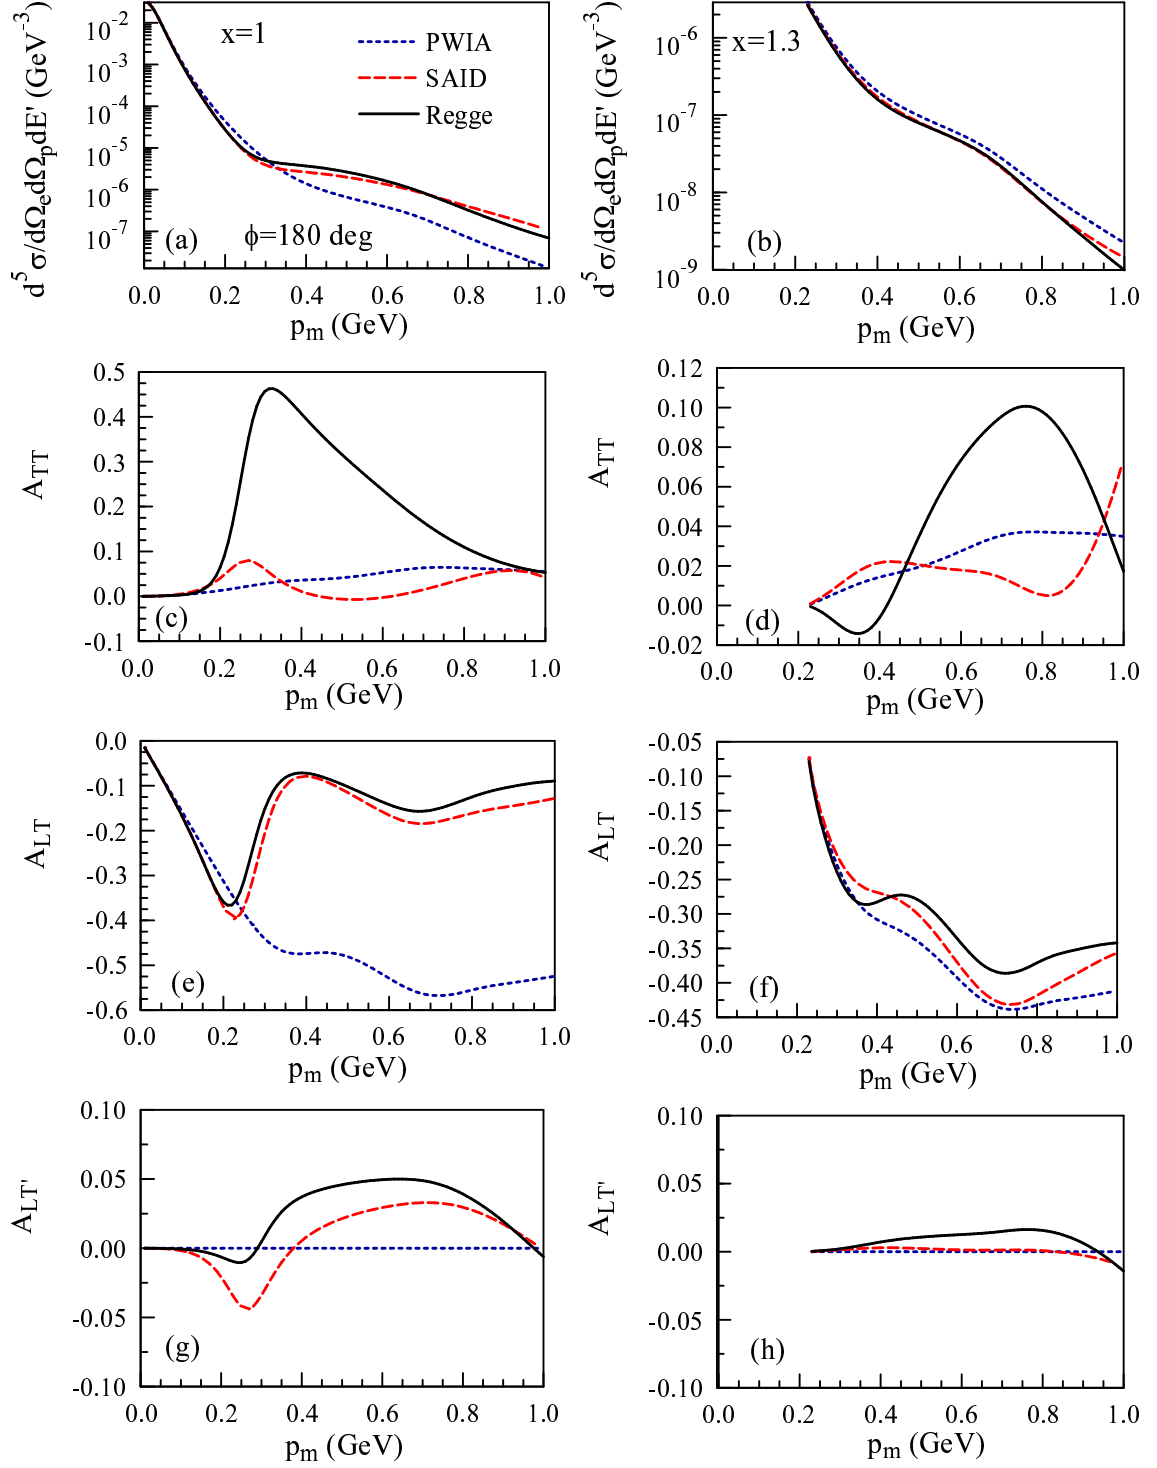 d⁵ σ/dΩₑdΩₚdE' (GeV⁻³)
10⁻²
10⁻³
10⁻⁴
10⁻⁵
10⁻⁶
10⁻⁷
x=1
PWIA
SAID
Regge
(a)
ϕ=180 deg
0.0 0.2 0.4 0.6 0.8 1.0
pₘ (GeV)
d⁵ σ/dΩₑdΩₚdE' (GeV⁻³)
10⁻⁶
10⁻⁷
10⁻⁸
10⁻⁹
x=1.3
(b)
0.0 0.2 0.4 0.6 0.8 1.0
pₘ (GeV)
A_TT
0.5
0.4
0.3
0.2
0.1
0.0
-0.1
(c)
0.0 0.2 0.4 0.6 0.8 1.0
pₘ (GeV)
A_TT
0.12
0.10
0.08
0.06
0.04
0.02
0.00
-0.02
(d)
0.0 0.2 0.4 0.6 0.8 1.0
pₘ (GeV)
A_LT
0.0
-0.1
-0.2
-0.3
-0.4
-0.5
-0.6
(e)
0.0 0.2 0.4 0.6 0.8 1.0
pₘ (GeV)
A_LT
-0.05
-0.10
-0.15
-0.20
-0.25
-0.30
-0.35
-0.40
-0.45
(f)
0.0 0.2 0.4 0.6 0.8 1.0
pₘ (GeV)
A_LT'
0.10
0.05
0.00
-0.05
-0.10
(g)
0.0 0.2 0.4 0.6 0.8 1.0
pₘ (GeV)
A_LT'
0.10
0.05
0.00
-0.05
-0.10
(h)
0.0 0.2 0.4 0.6 0.8 1.0
pₘ (GeV)